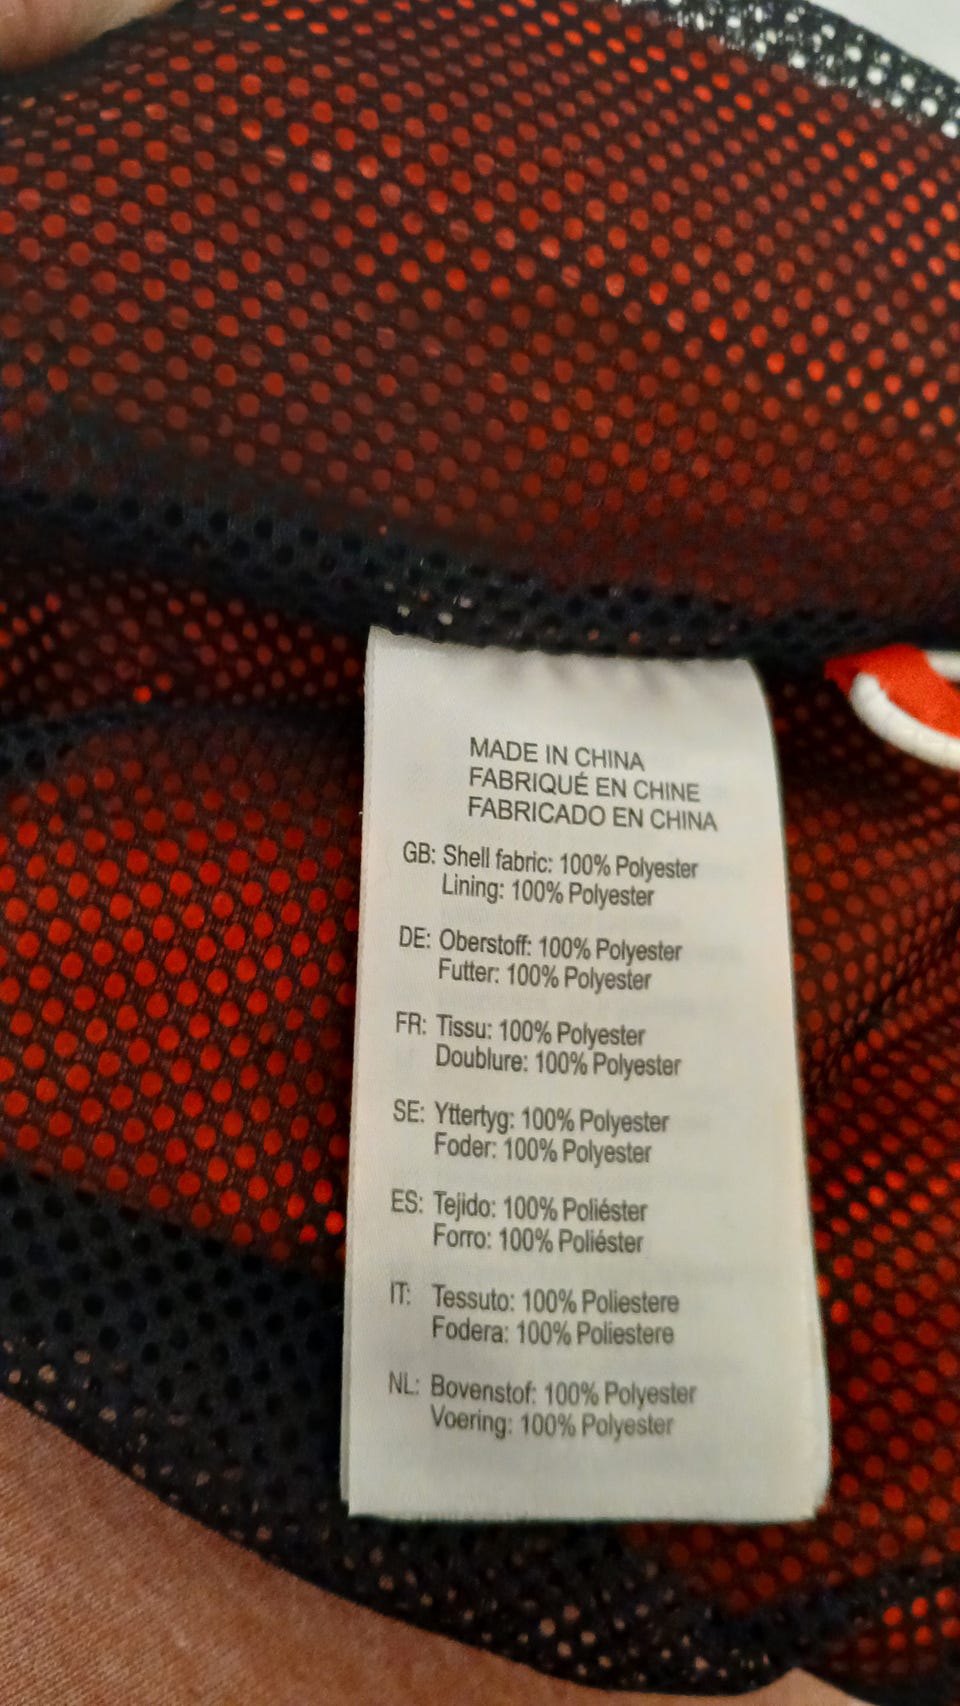 MADE IN CHINA
FABRIQUÉ EN CHINE
FABRICADO EN CHINA
GB: Shell fabric: 100% Polyester
Lining: 100% Polyester
DE: Oberstoff: 100% Polyester
Futter: 100% Polyester
FR: Tissu: 100% Polyester
Doublure: 100% Polyester
SE: Yttertyg: 100% Polyester
Foder: 100% Polyester
ES: Tejido: 100% Poliéster
Forro: 100% Poliéster
IT: Tessuto: 100% Poliestere
Fodera: 100% Poliestere
NL: Bovenstof: 100% Polyester
Voering: 100% Polyester